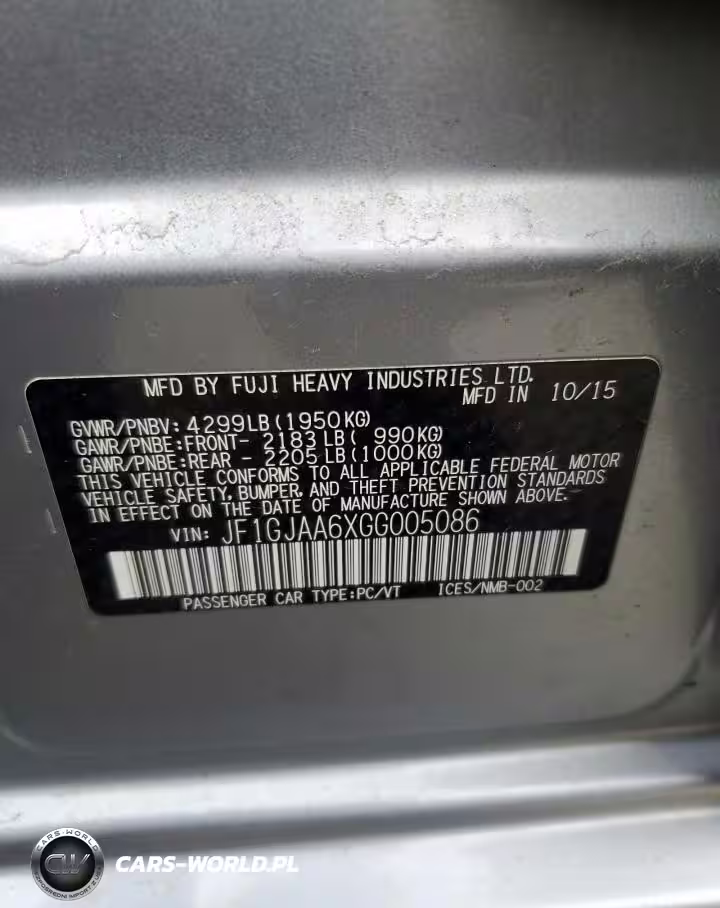 MFD BY FUJI HEAVY INDUSTRIES LTD.
MFD IN 10/15
GVWR/PNBV: 4299LB(1950KG)
GAWR/PNBE:FRONT- 2183LB( 990KG)
GAWR/PNBE:REAR - 2205LB(1000KG)
THIS VEHICLE CONFORMS TO ALL APPLICABLE FEDERAL MOTOR
VEHICLE SAFETY, BUMPER, AND THEFT PREVENTION STANDARDS
IN EFFECT ON THE DATE OF MANUFACTURE SHOWN ABOVE.
VIN: JF1GJAA6XGG005086
PASSENGER CAR TYPE:PC/VT ICES/NMB-002
CARS-WORLD
CW
CARS-WORLD.PL